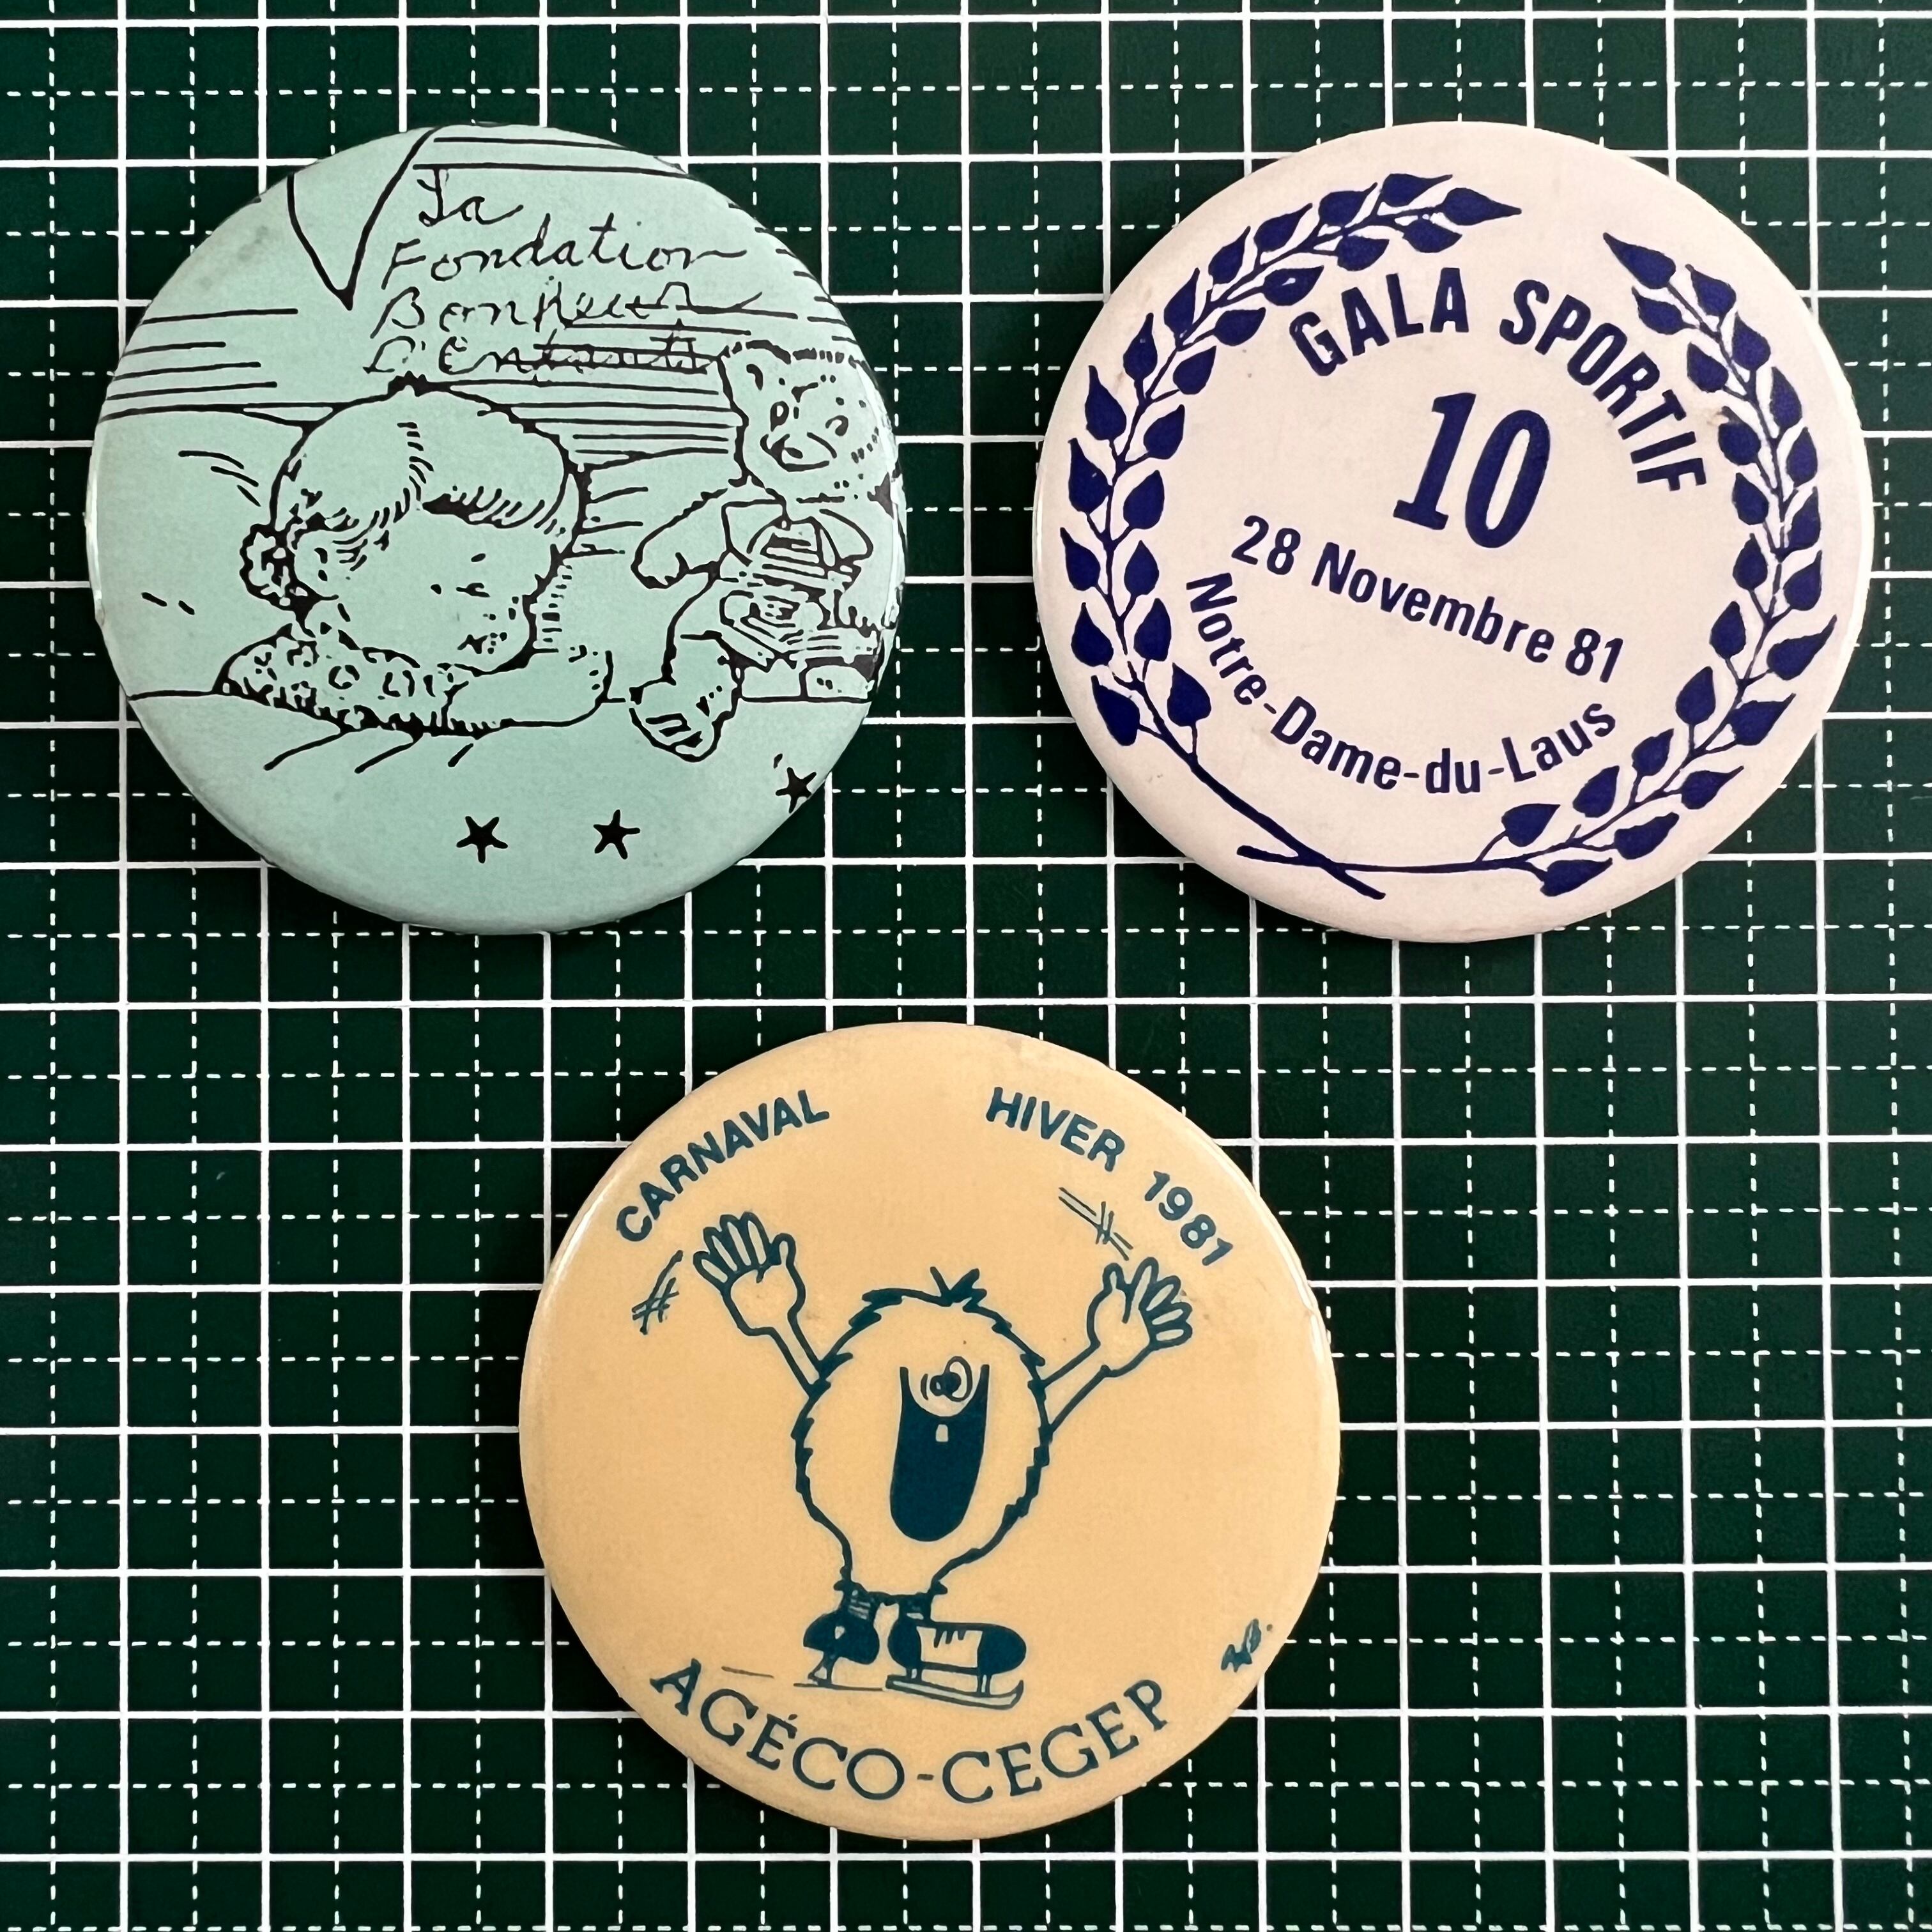 La
Fondation
Bonheur
D'Enfants
GALA SPORTIF
10
28 Novembre 81
Notre-Dame-du-Laus
CARNAVAL HIVER 1981
AGÉCO-CEGEP